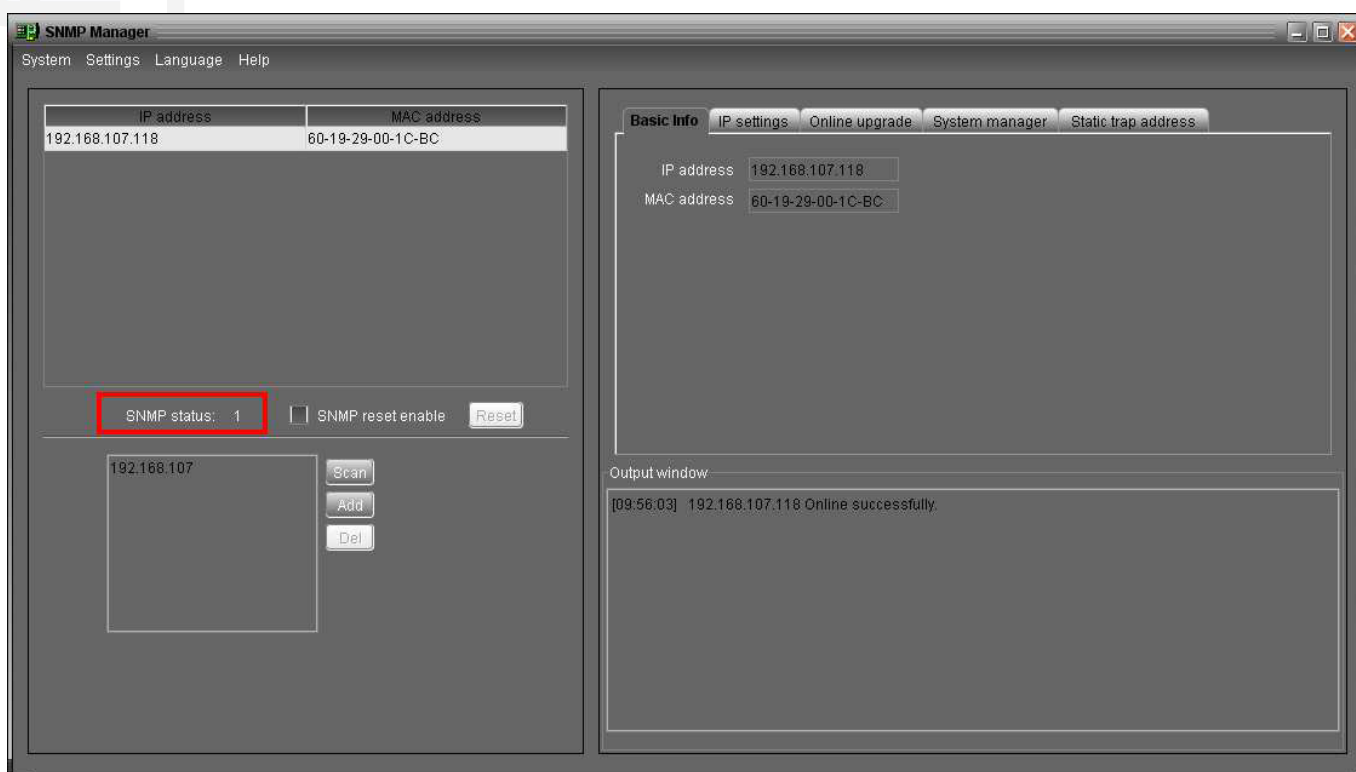 SNMP Manager
System Settings Language Help
IP address MAC address
192.168.107.118 60-19-29-00-1C-BC
SNMP status: 1 SNMP reset enable Reset
192.168.107
Scan
Add
Del
Basic Info IP settings Online upgrade System manager Static trap address
IP address 192.168.107.118
MAC address 60-19-29-00-1C-BC
Output window
[09:56:03] 192.168.107.118 Online successfully.